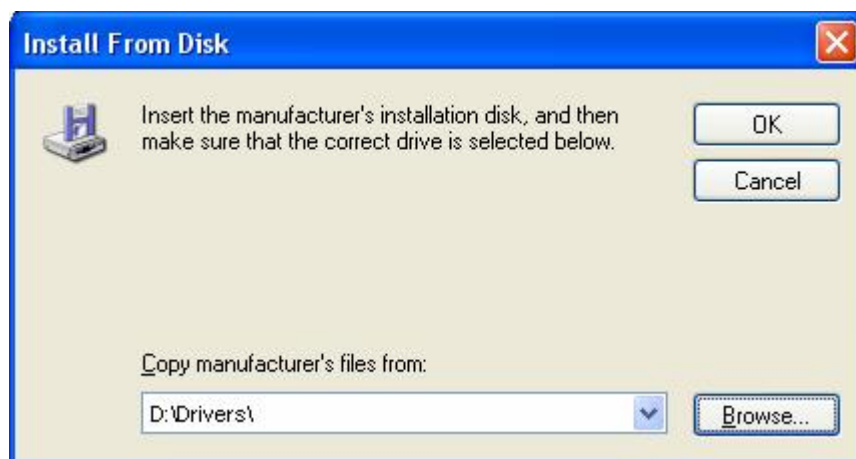 Install From Disk
Insert the manufacturer's installation disk, and then
make sure that the correct drive is selected below.
OK
Cancel
Copy manufacturer's files from:
D:\Drivers\
Browse...